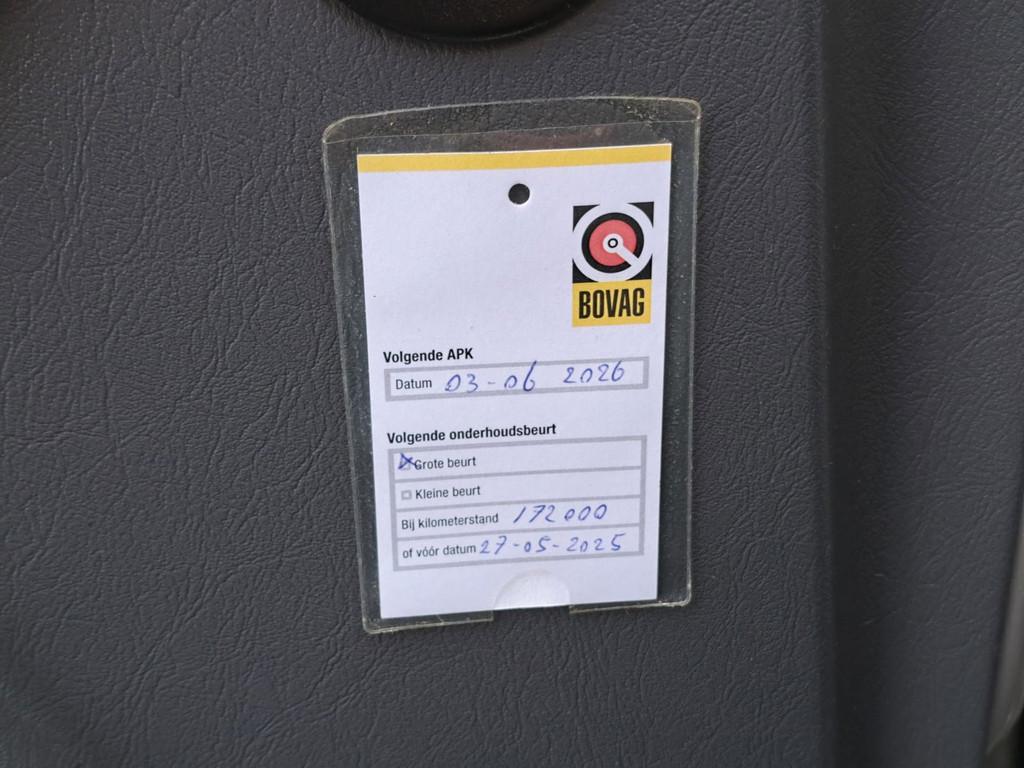 BOVAG
Volgende APK
Datum 03-06 2026
Volgende onderhoudsbeurt
Grote beurt
Kleine beurt
Bij kilometerstand 172000
of vóór datum 27-05-2025